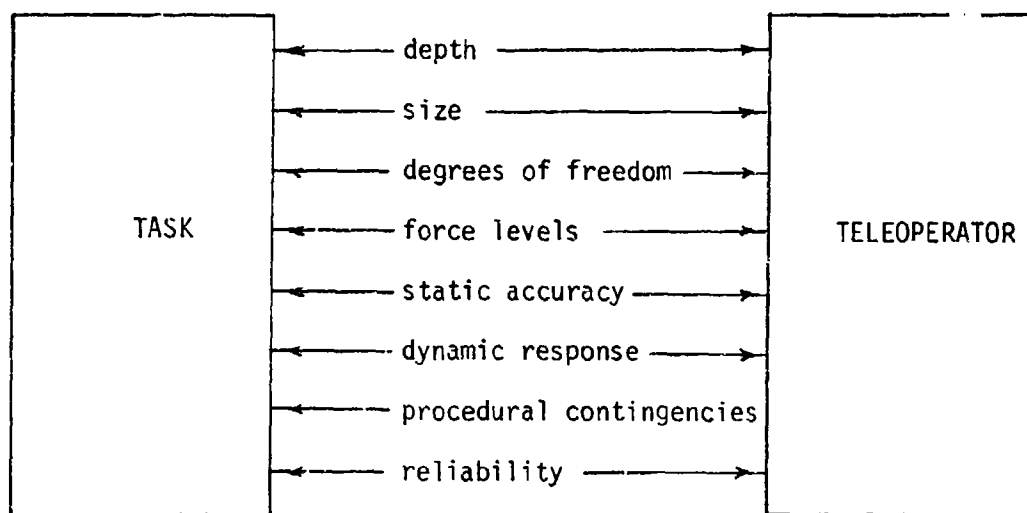 depth
size
degrees of freedom
TASK
force levels
TELEOPERATOR
static accuracy
dynamic response
procedural contingencies
reliability